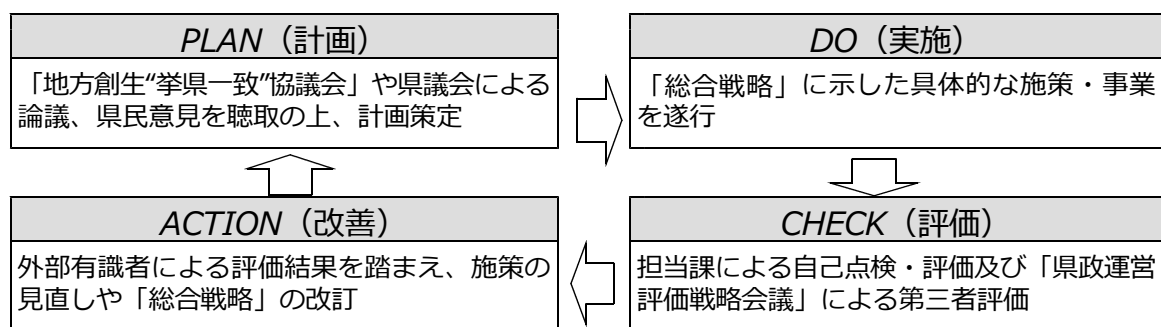 PLAN（計画）
「地方創生“挙県一致”協議会」や県議会による
論議、県民意見を聴取の上、計画策定
DO（実施）
「総合戦略」に示した具体的な施策・事業
を遂行
ACTION（改善）
外部有識者による評価結果を踏まえ、施策の
見直しや「総合戦略」の改訂
CHECK（評価）
担当課による自己点検・評価及び「県政運営
評価戦略会議」による第三者評価